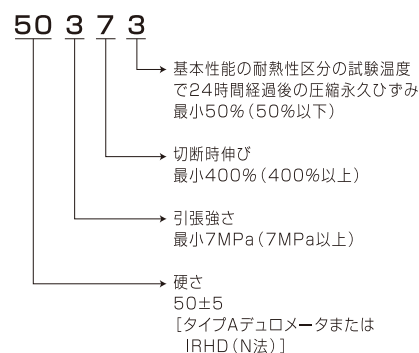 50 3 7 3
基本性能の耐熱性区分の試験温度
で24時間経過後の圧縮永久ひずみ
最小50%(50%以下)
切断時伸び
最小400%(400%以上)
引張強さ
最小7MPa(7MPa以上)
硬さ
50±5
[タイプAデュロメータまたは
IRHD(N法)]